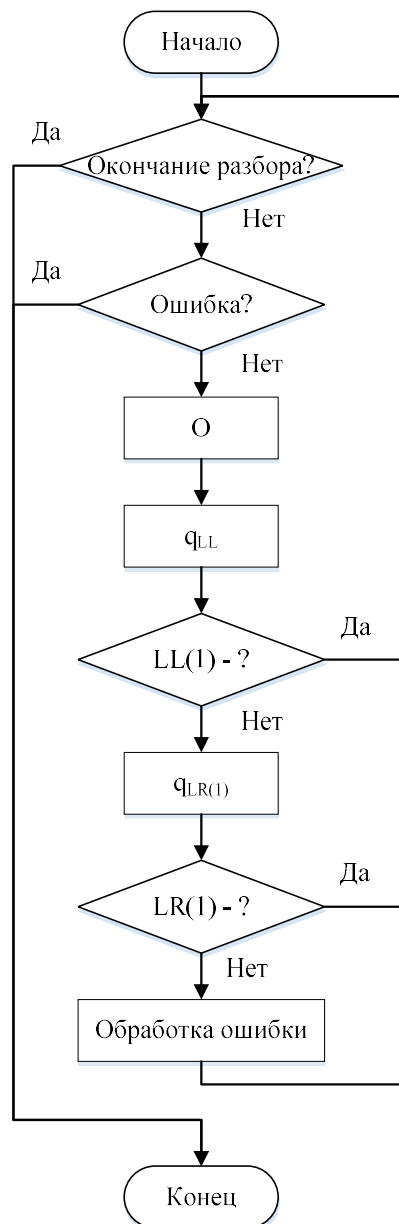 Начало
Да
Окончание разбора?
Нет
Да
Ошибка?
Нет
О
qLL
Да
LL(1) - ?
Нет
qLR(1)
Да
LR(1) - ?
Нет
Обработка ошибки
Конец